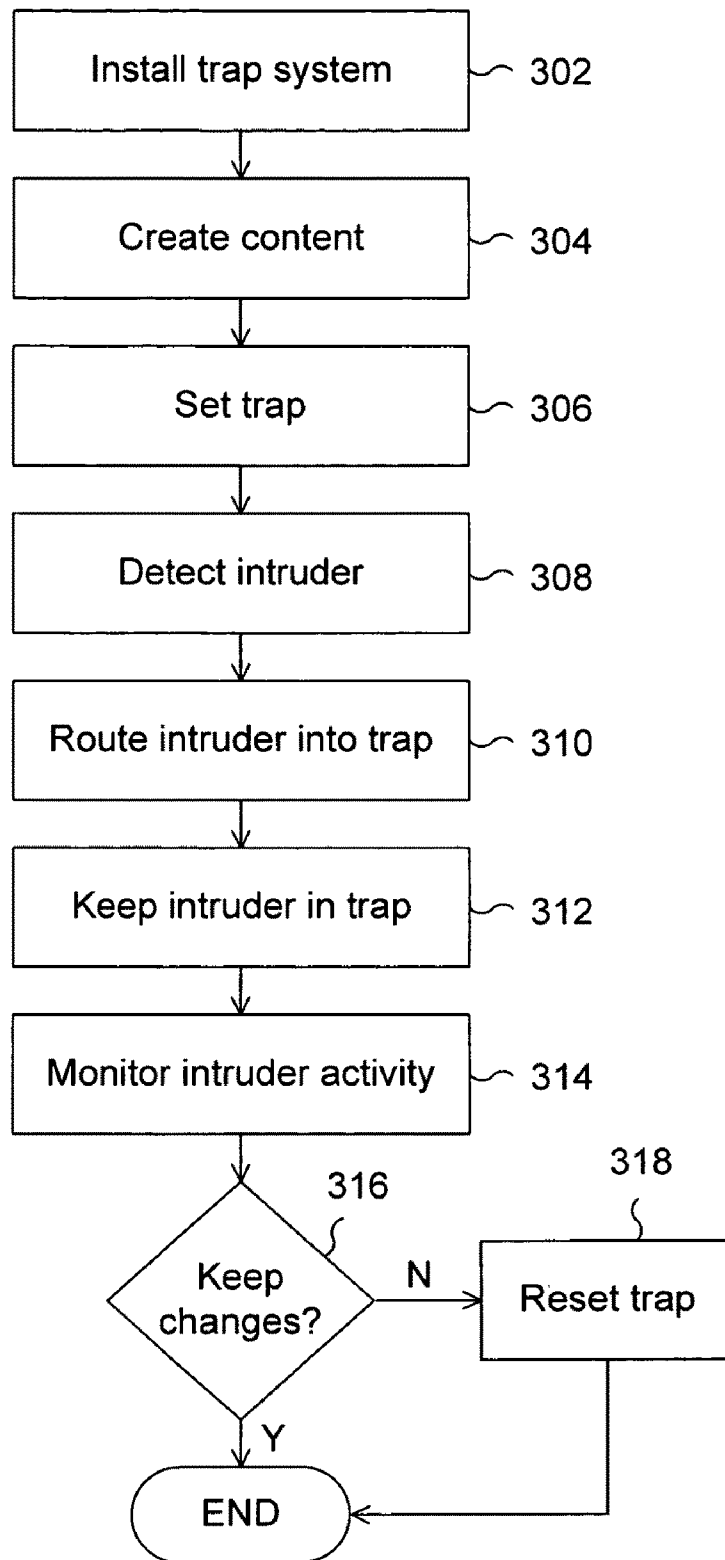 Install trap system
302
Create content
304
Set trap
306
Detect intruder
308
Route intruder into trap
310
Keep intruder in trap
312
Monitor intruder activity
314
316
318
Keep
changes?
N
Reset trap
Y
END